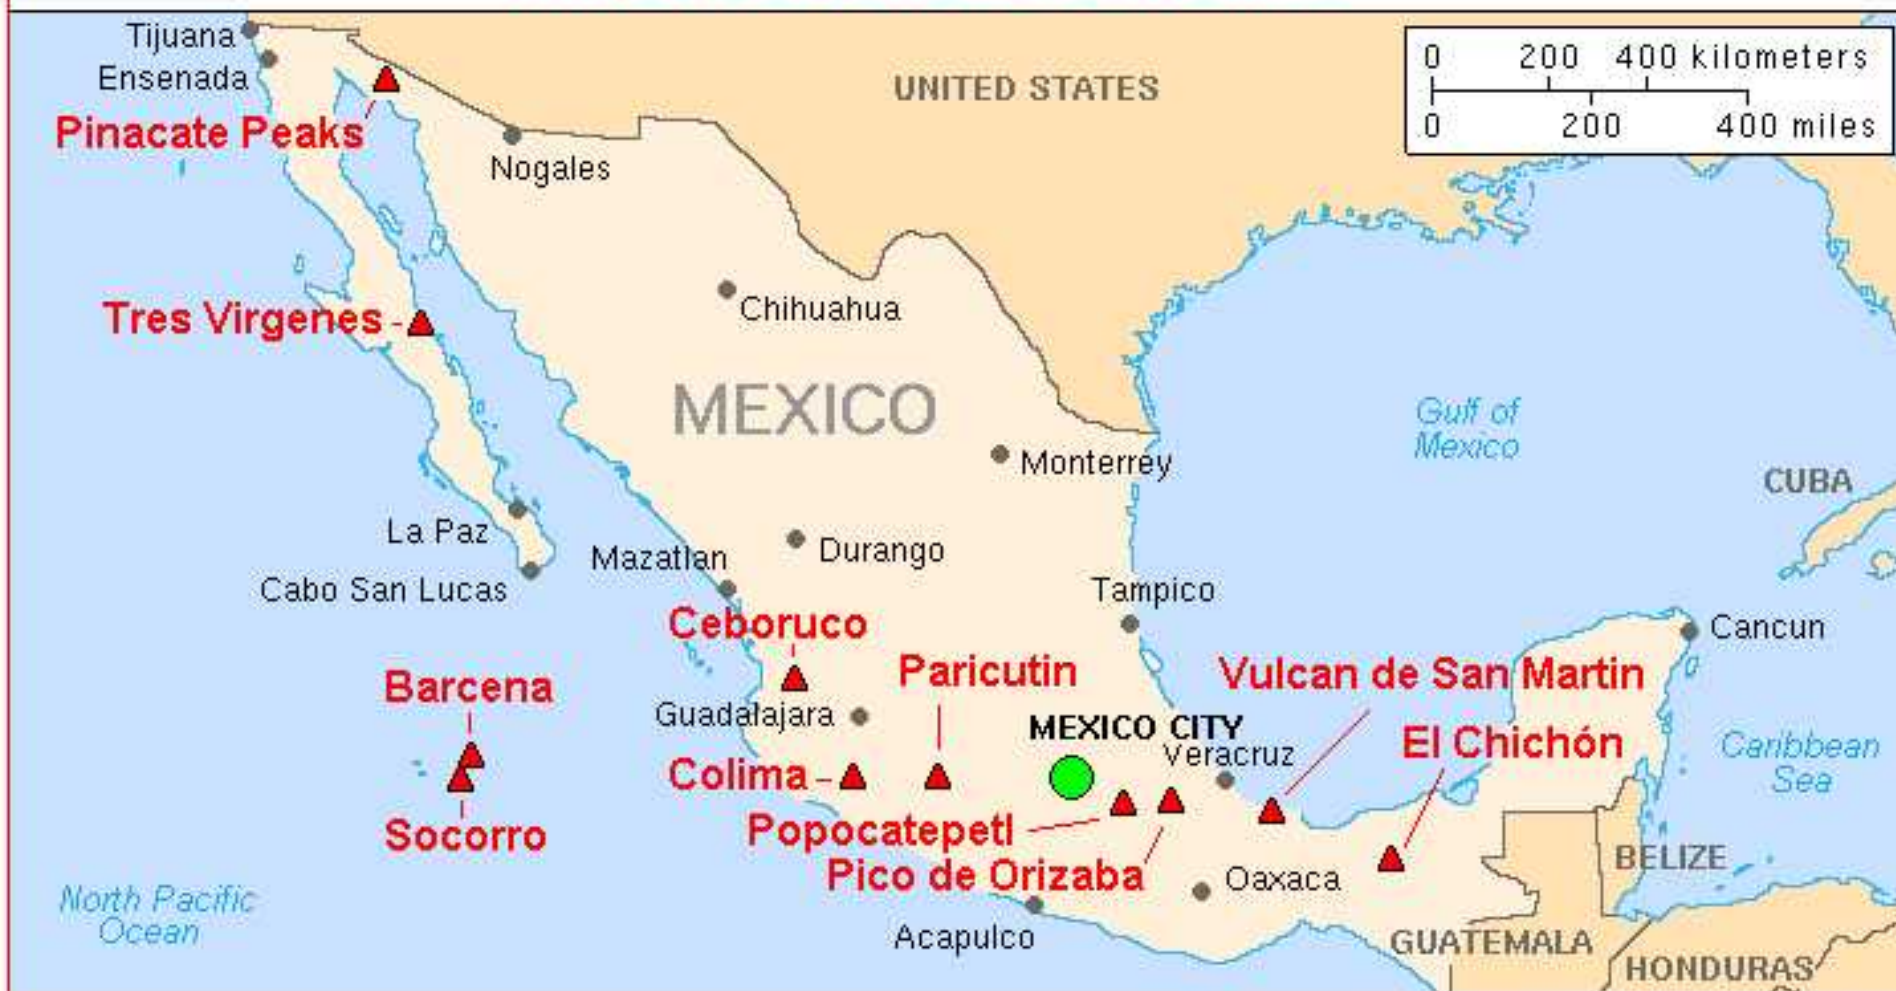 Tijuana
Ensenada
Pinacate Peaks
Nogales
UNITED STATES
0 200 400 kilometers
0 200 400 miles
Tres Virgenes
Chihuahua
MEXICO
Monterrey
Gulf of
Mexico
CUBA
La Paz
Cabo San Lucas
Mazatlan
Durango
Tampico
Cancun
Ceboruco
Barcena
Paricutin
Vulcan de San Martin
Guadalajara
MEXICO CITY
Veracruz
El Chichón
Caribbean
Sea
Colima
Socorro
Popocatepetl
Pico de Orizaba
Oaxaca
BELIZE
North Pacific
Ocean
Acapulco
GUATEMALA
HONDURAS